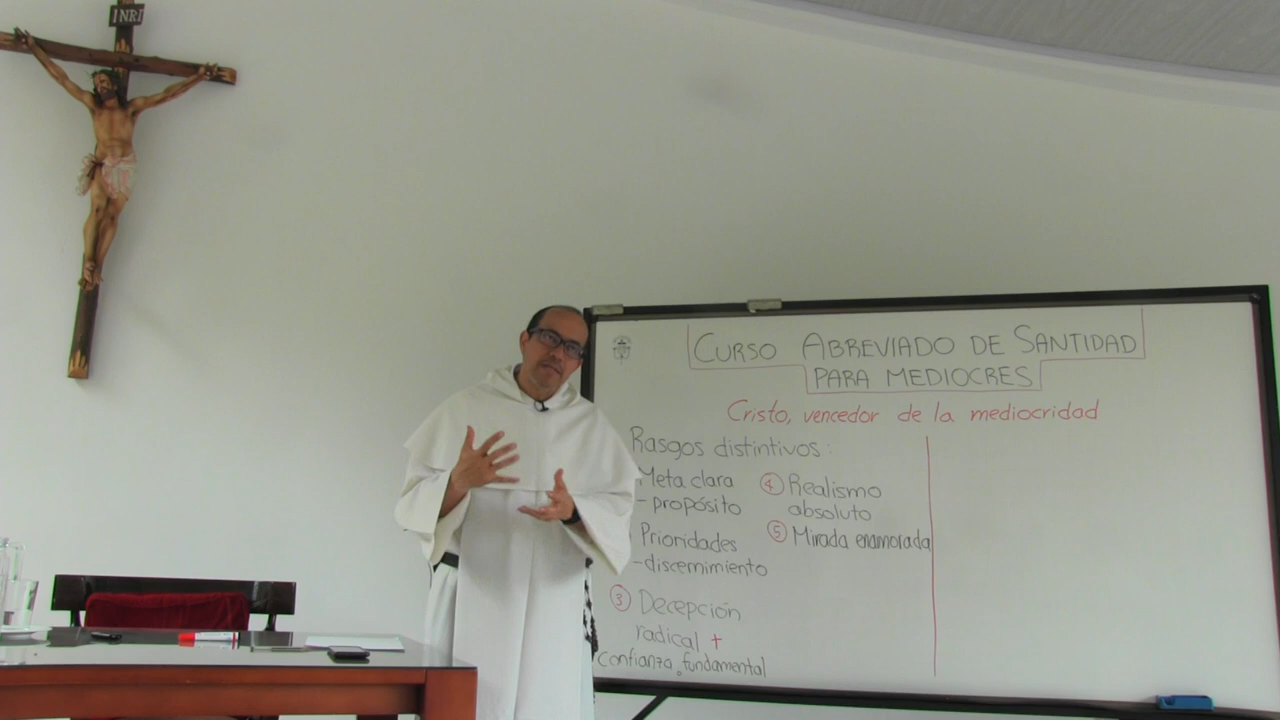 INRI
CURSO ABREVIADO DE SANTIDAD
PARA MEDIOCRES
Cristo, vencedor de la mediocridad
Rasgos distintivos:
Meta clara
- propósito
Prioridades
-discernimiento
③ Decepción
radical +
confianza fundamental
④ Realismo
absoluto
⑤ Mirada enamorada